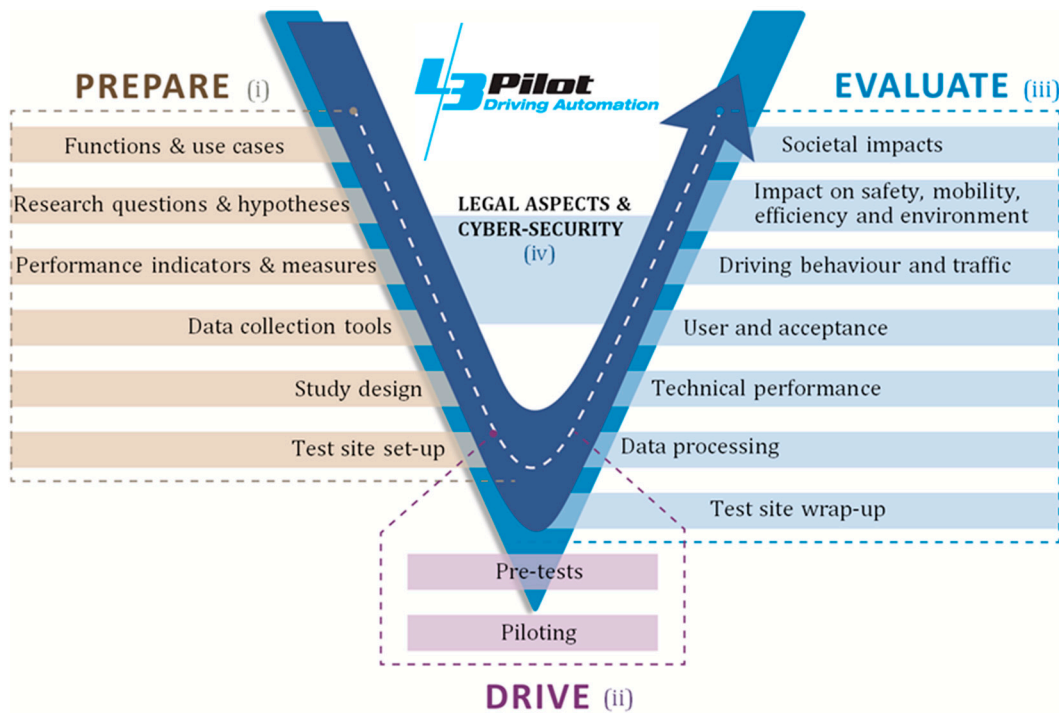 PREPARE (i)
Functions & use cases
Research questions & hypotheses
Performance indicators & measures
Data collection tools
Study design
Test site set-up
L3Pilot
Driving Automation
LEGAL ASPECTS &
CYBER-SECURITY
(iv)
Pre-tests
Piloting
DRIVE (ii)
EVALUATE (iii)
Societal impacts
Impact on safety, mobility,
efficiency and environment
Driving behaviour and traffic
User and acceptance
Technical performance
Data processing
Test site wrap-up